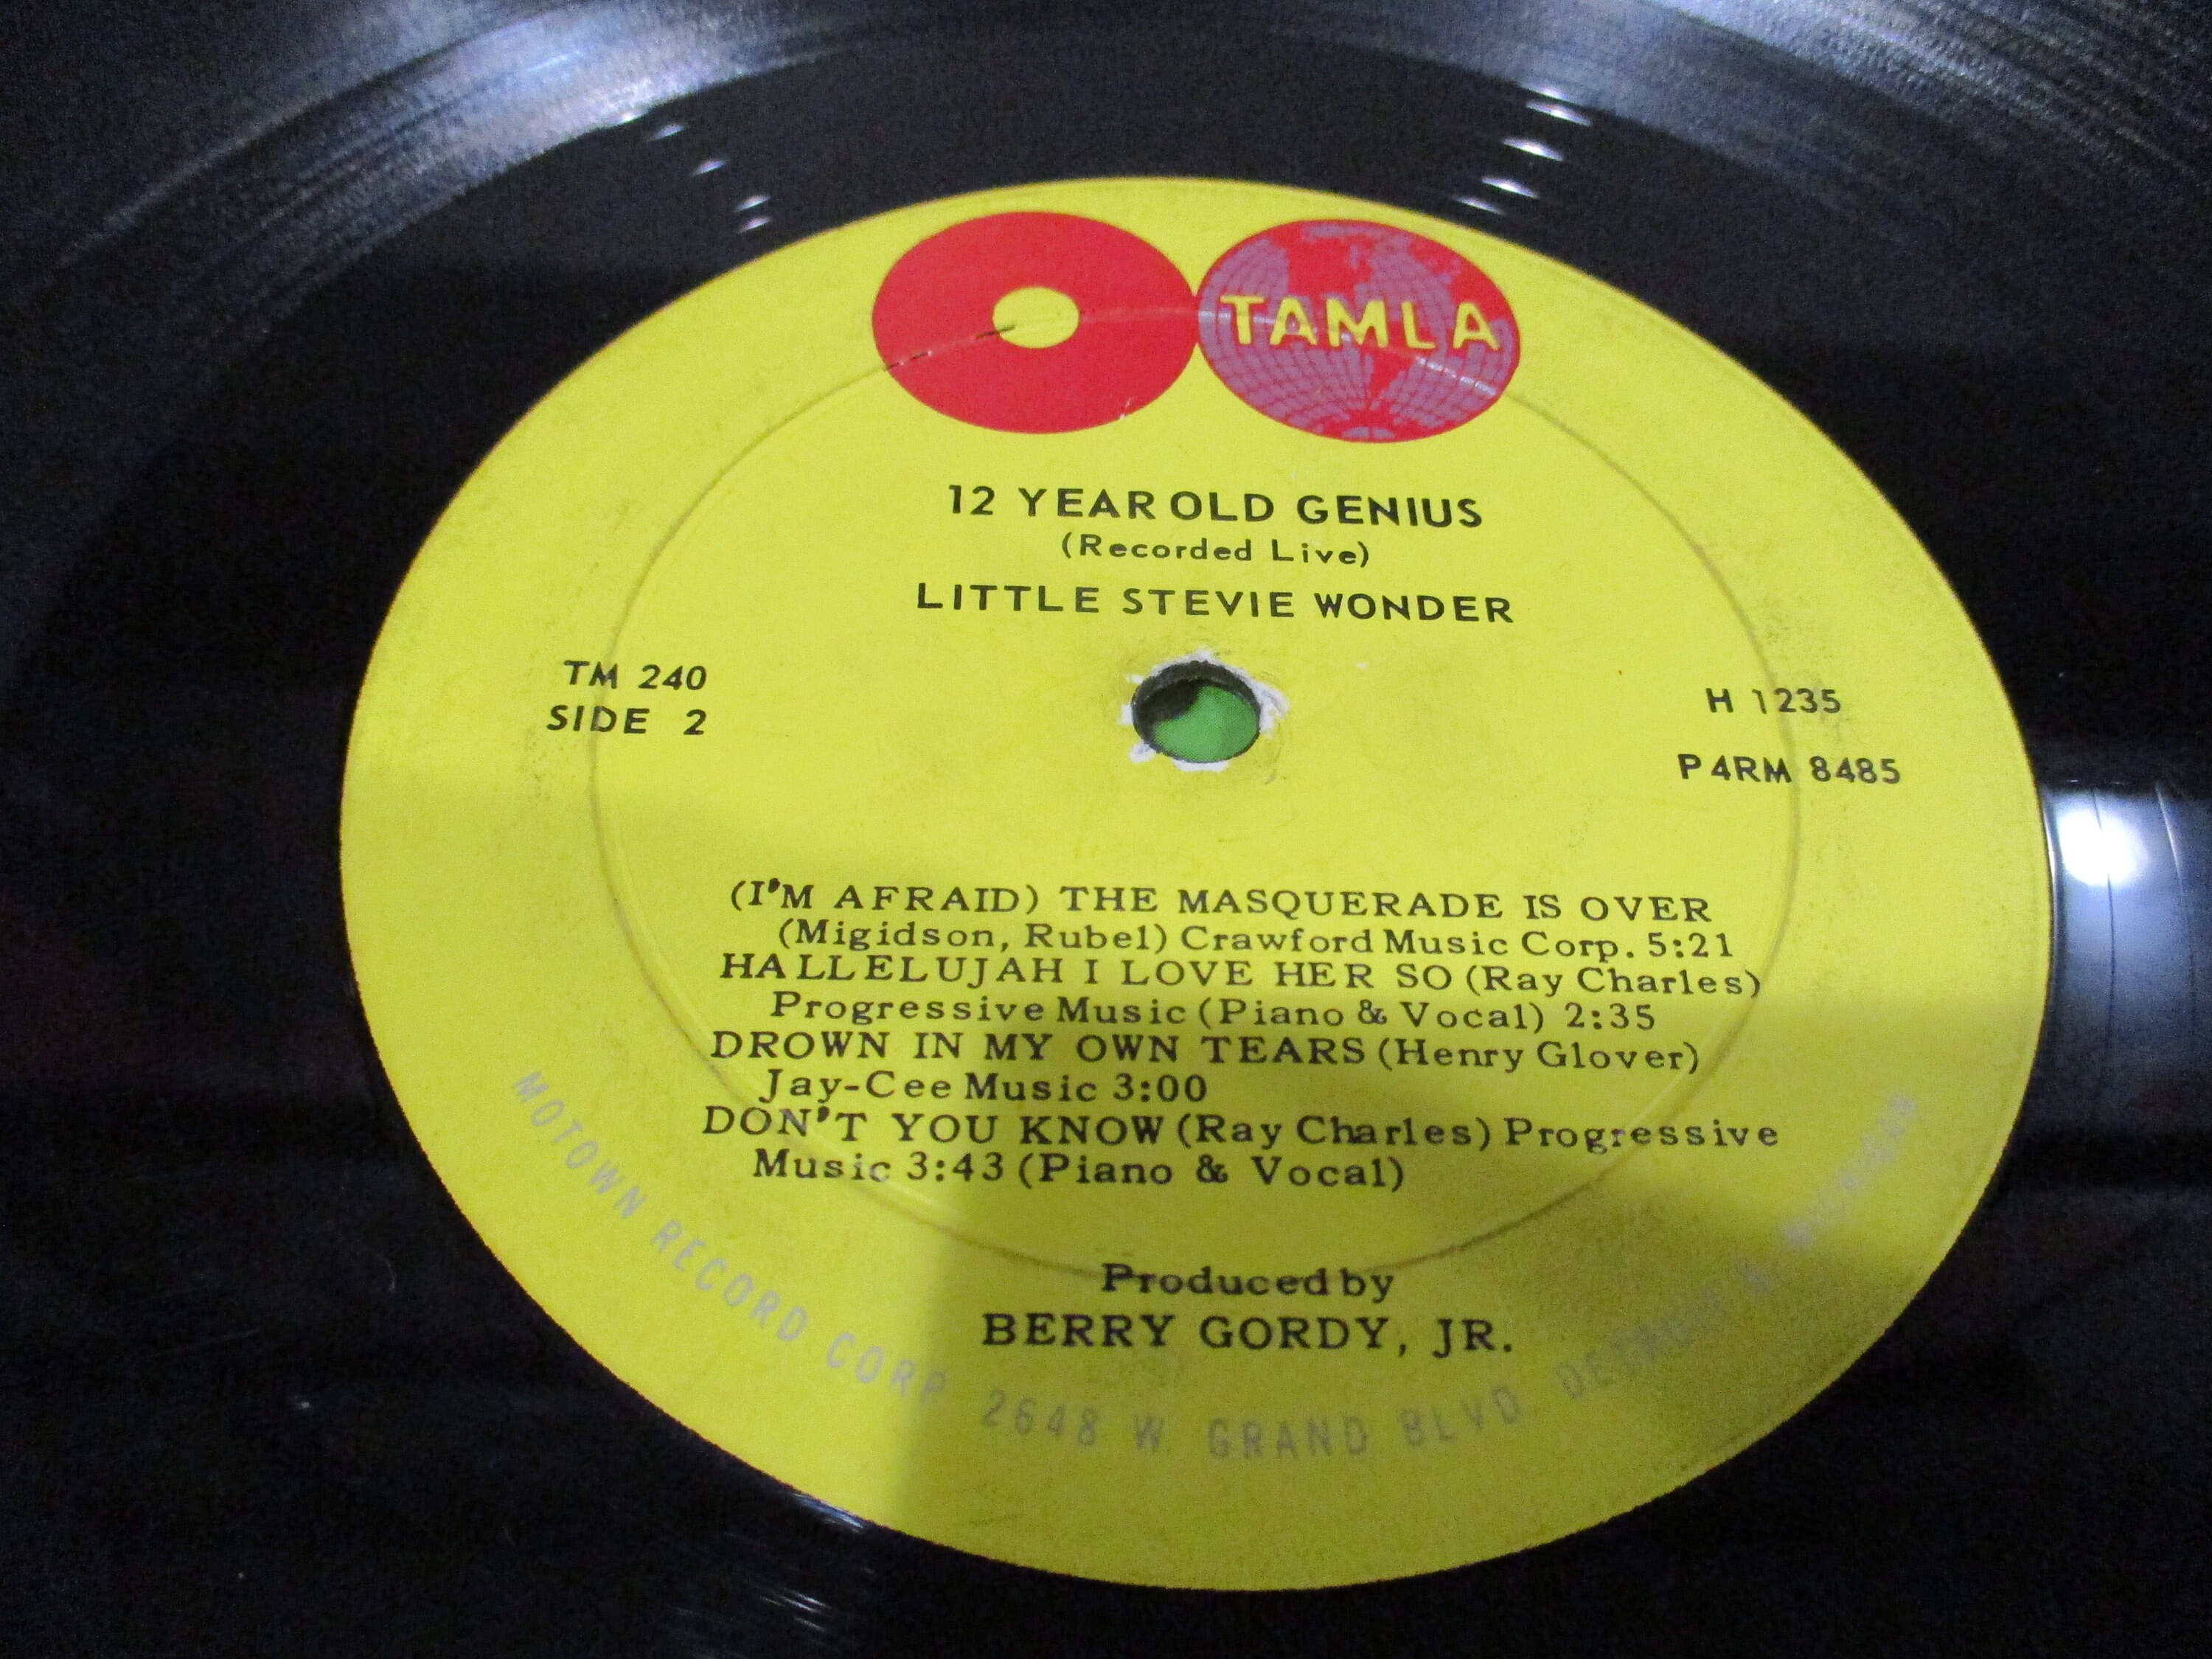 TAMLA
12 YEAR OLD GENIUS
(Recorded Live)
LITTLE STEVIE WONDER
TM 240
SIDE 2
H 1235
P4RM 8485
(I'M AFRAID) THE MASQUERADE IS OVER
(Migidson, Rubel) Crawford Music Corp. 5:21
HALLELUJAH I LOVE HER SO (Ray Charles)
Progressive Music (Piano & Vocal) 2:35
DROWN IN MY OWN TEARS (Henry Glover)
Jay-Cee Music 3:00
DON'T YOU KNOW (Ray Charles) Progressive
Music 3:43 (Piano & Vocal)
Produced by
BERRY GORDY, JR.
MOTOWN RECORD CORP 2648 W GRAND BLVD DETROIT